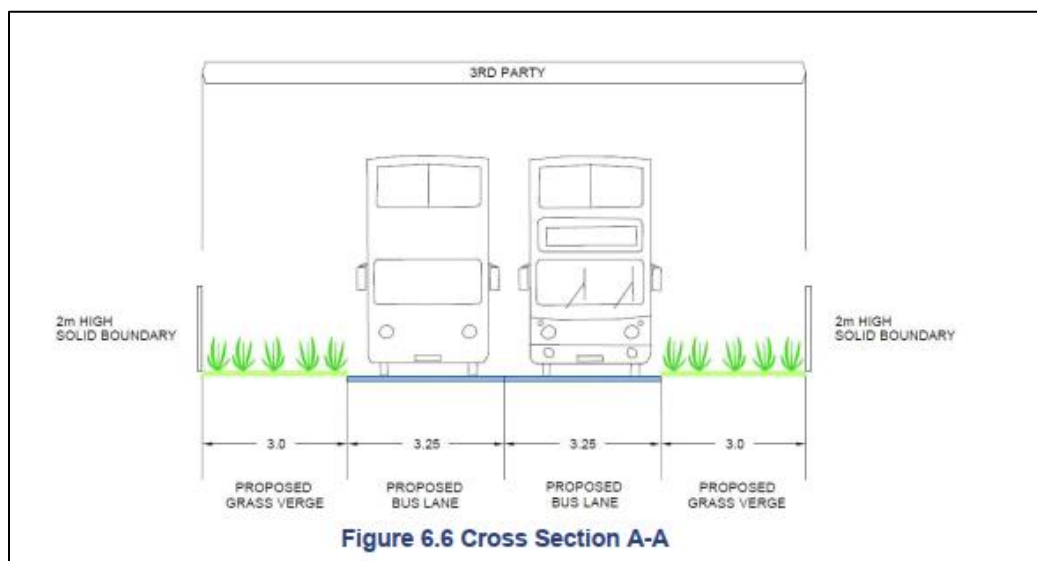 3RD PARTY
2m HIGH
SOLID BOUNDARY
2m HIGH
SOLID BOUNDARY
3.0
3.25
3.25
3.0
PROPOSED
GRASS VERGE
PROPOSED
BUS LANE
PROPOSED
BUS LANE
PROPOSED
GRASS VERGE
Figure 6.6 Cross Section A-A